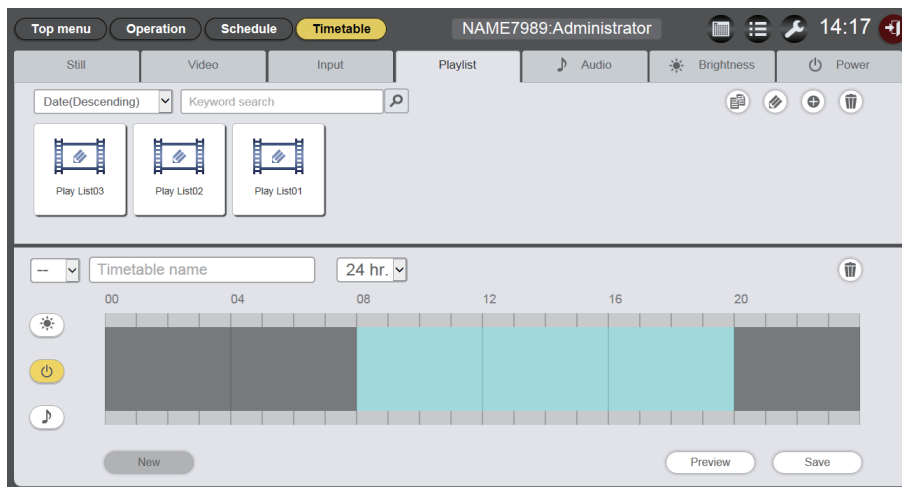 Top menu Operation Schedule Timetable NAME7989:Administrator 14:17
Still Video Input Playlist Audio Brightness Power
Date(Descending) Keyword search
Play List03 Play List02 Play List01
-- Timetable name 24 hr.
00 04 08 12 16 20
New Preview Save